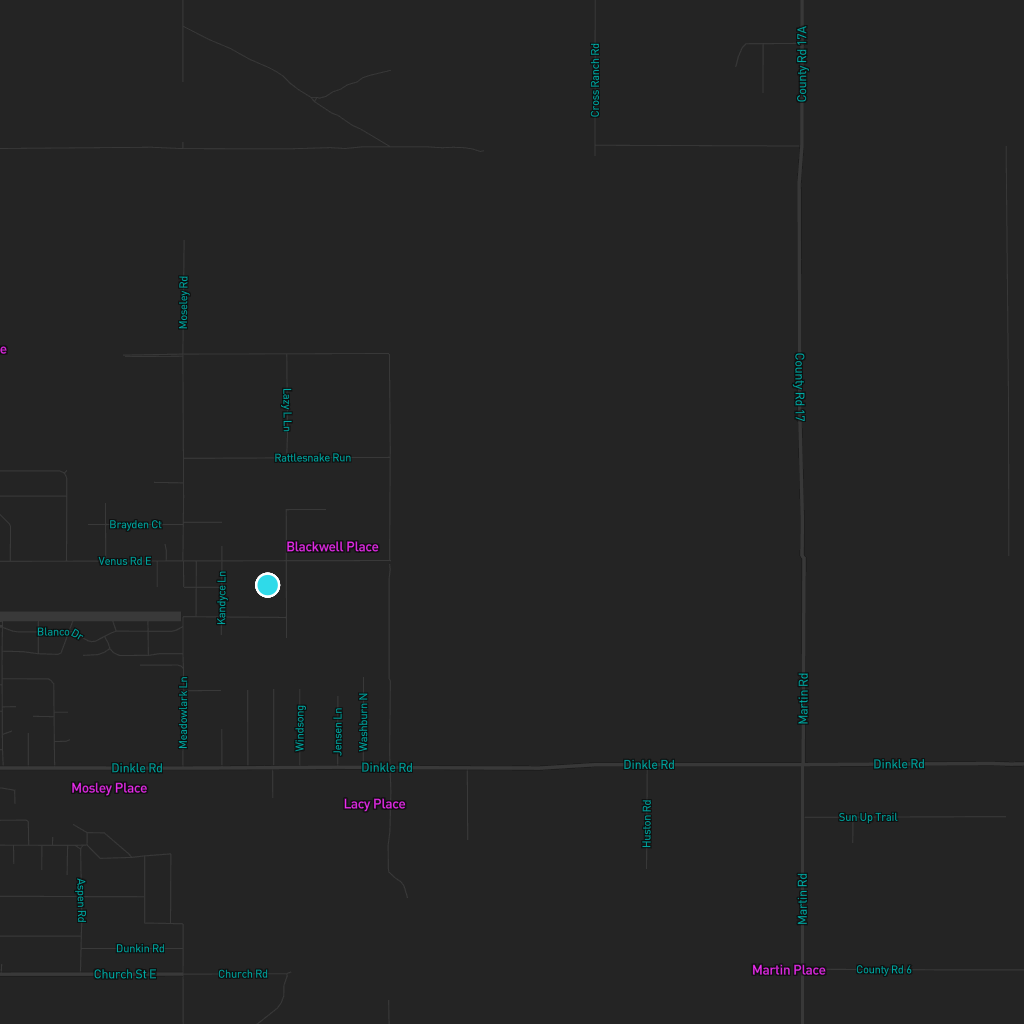 Cross Ranch Rd
County Rd 17A
Moseley Rd
e
County Rd 17
Lazy L Ln
Rattlesnake Run
Brayden Ct
Blackwell Place
Venus Rd E
Kandyce Ln
Blanco Dr
Meadowlark Ln
Windsong
Jensen Ln
Washburn N
Martin Rd
Dinkle Rd
Dinkle Rd
Dinkle Rd
Dinkle Rd
Mosley Place
Lacy Place
Huston Rd
Sun Up Trail
Aspen Rd
Martin Rd
Dunkin Rd
Church St E
Church Rd
Martin Place
County Rd 6